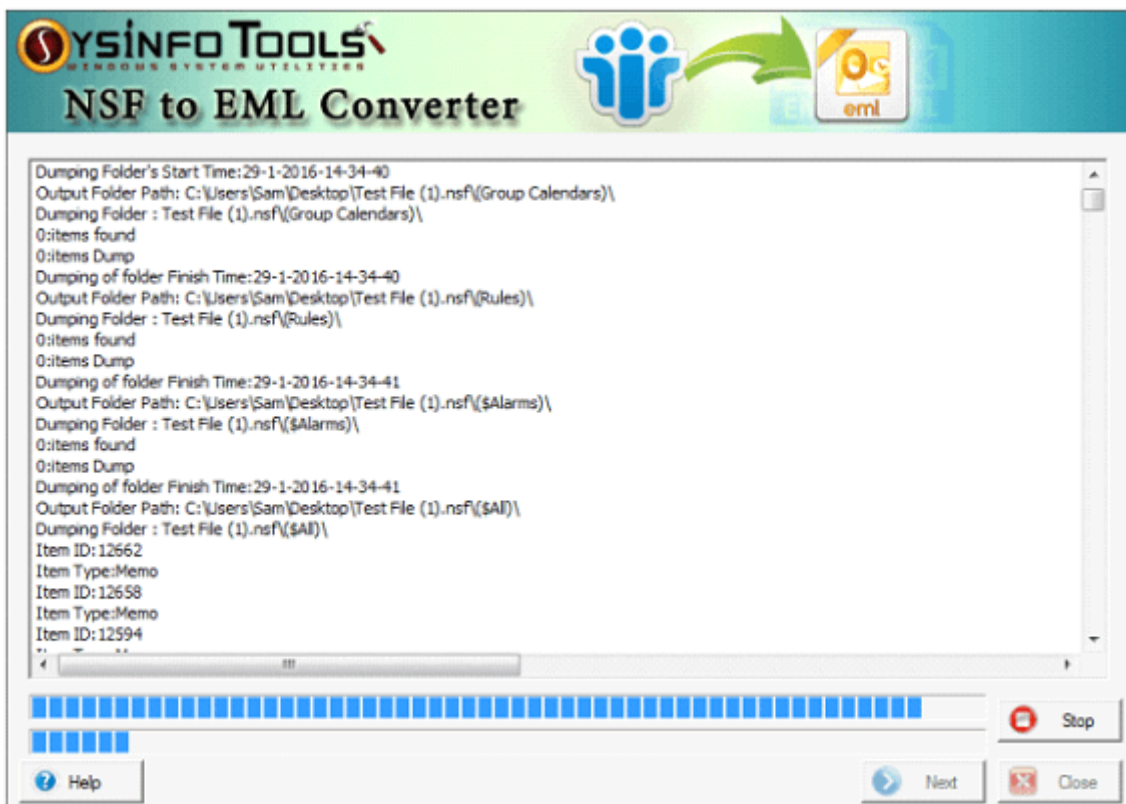 SYSINFO TOOLS
WINDOWS SYSTEM UTILITIES
NSF to EML Converter
eml
Dumping Folder's Start Time:29-1-2016-14-34-40
Output Folder Path: C:\Users\Sam\Desktop\Test File (1).nsf\(Group Calendars)\
Dumping Folder : Test File (1).nsf\(Group Calendars)\
0:items found
0:items Dump
Dumping of folder Finish Time:29-1-2016-14-34-40
Output Folder Path: C:\Users\Sam\Desktop\Test File (1).nsf\(Rules)\
Dumping Folder : Test File (1).nsf\(Rules)\
0:items found
0:items Dump
Dumping of folder Finish Time:29-1-2016-14-34-41
Output Folder Path: C:\Users\Sam\Desktop\Test File (1).nsf\($Alarms)\
Dumping Folder : Test File (1).nsf\($Alarms)\
0:items found
0:items Dump
Dumping of folder Finish Time:29-1-2016-14-34-41
Output Folder Path: C:\Users\Sam\Desktop\Test File (1).nsf\($All)\
Dumping Folder : Test File (1).nsf\($All)\
Item ID:12662
Item Type:Memo
Item ID:12658
Item Type:Memo
Item ID:12594
Stop
Help
Next
Close